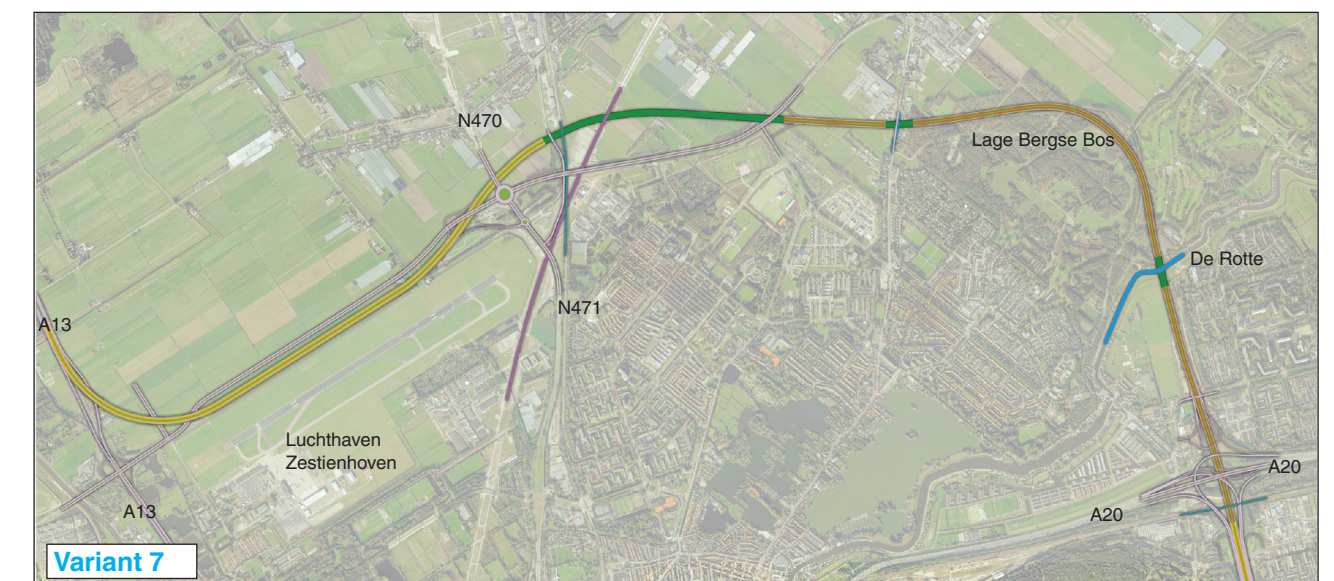 N470
Lage Bergse Bos
De Rotte
N471
A13
Luchthaven
Zestienhoven
A20
A13
A20
Variant 7